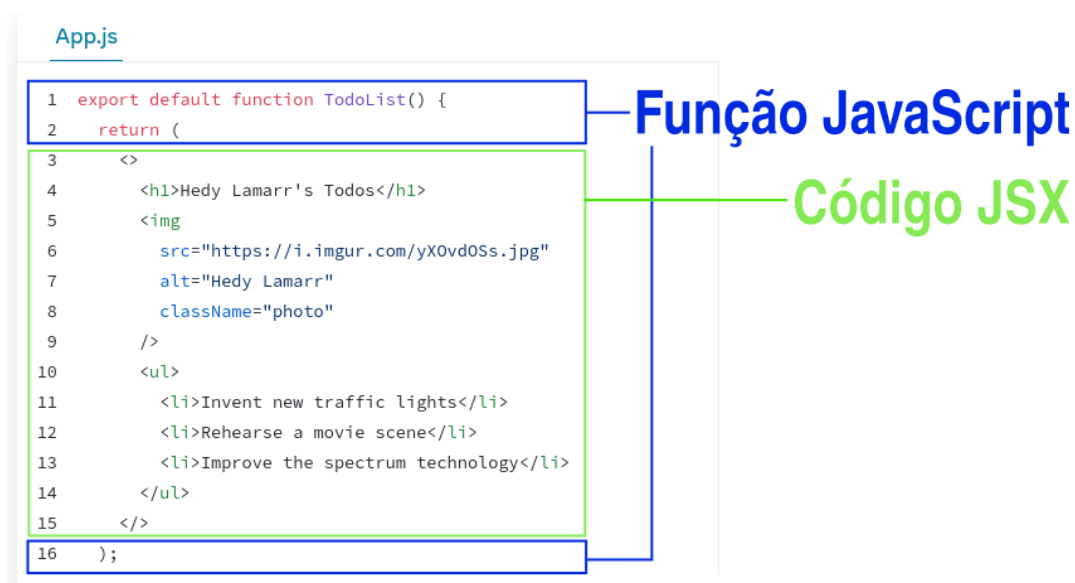 App.js
1 export default function TodoList() {
2 return (
Função JavaScript
3 <>
4 <h1>Hedy Lamarr's Todos</h1>
Código JSX
5 <img
6 src="https://i.imgur.com/yXOvdOSs.jpg"
7 alt="Hedy Lamarr"
8 className="photo"
9 />
10 <ul>
11 <li>Invent new traffic lights</li>
12 <li>Rehearse a movie scene</li>
13 <li>Improve the spectrum technology</li>
14 </ul>
15 </>
16 );